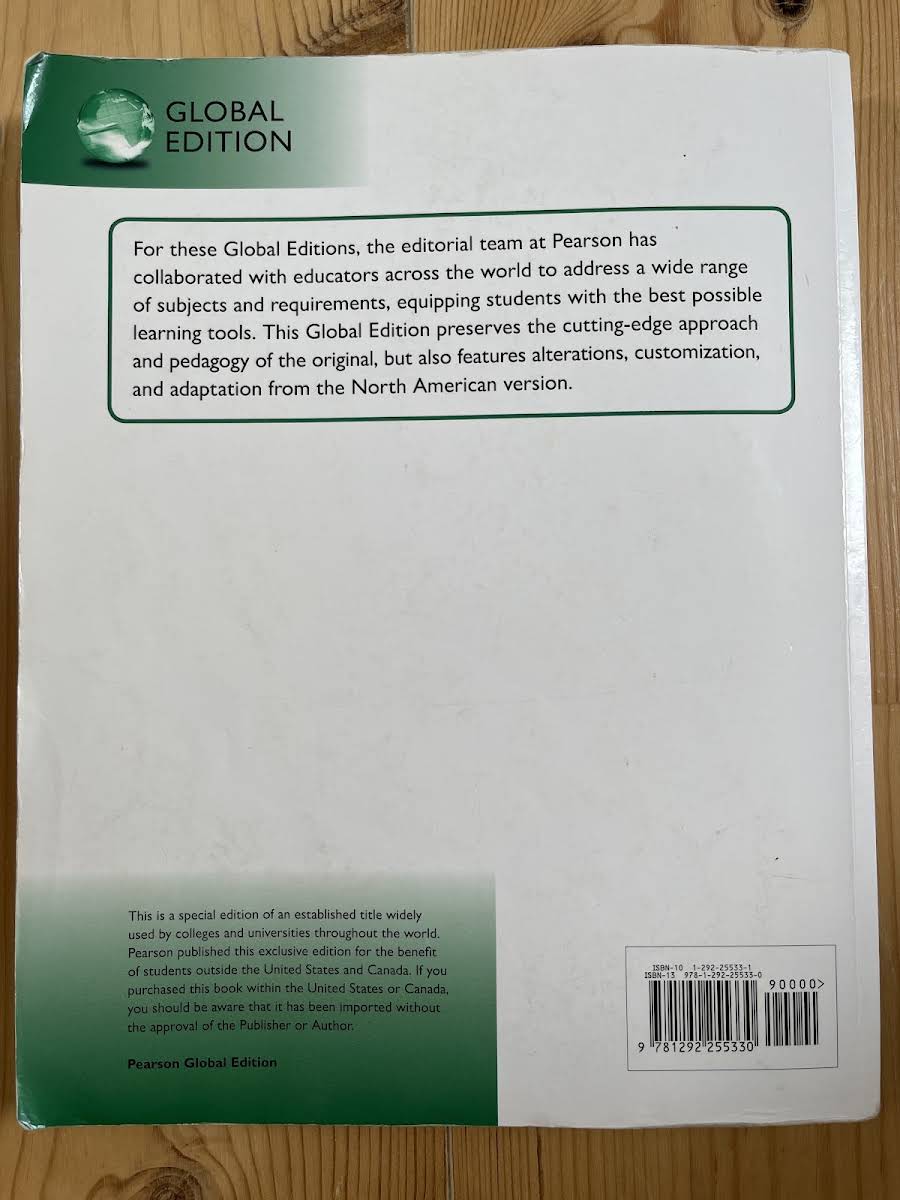 GLOBAL
EDITION
For these Global Editions, the editorial team at Pearson has
collaborated with educators across the world to address a wide range
of subjects and requirements, equipping students with the best possible
learning tools. This Global Edition preserves the cutting-edge approach
and pedagogy of the original, but also features alterations, customization,
and adaptation from the North American version.
This is a special edition of an established title widely
used by colleges and universities throughout the world.
Pearson published this exclusive edition for the benefit
of students outside the United States and Canada. If you
purchased this book within the United States or Canada,
you should be aware that it has been imported without
the approval of the Publisher or Author.
Pearson Global Edition
ISBN-10 1-292-25533-1
ISBN-13 978-1-292-25533-0
90000>
9 781292 255330